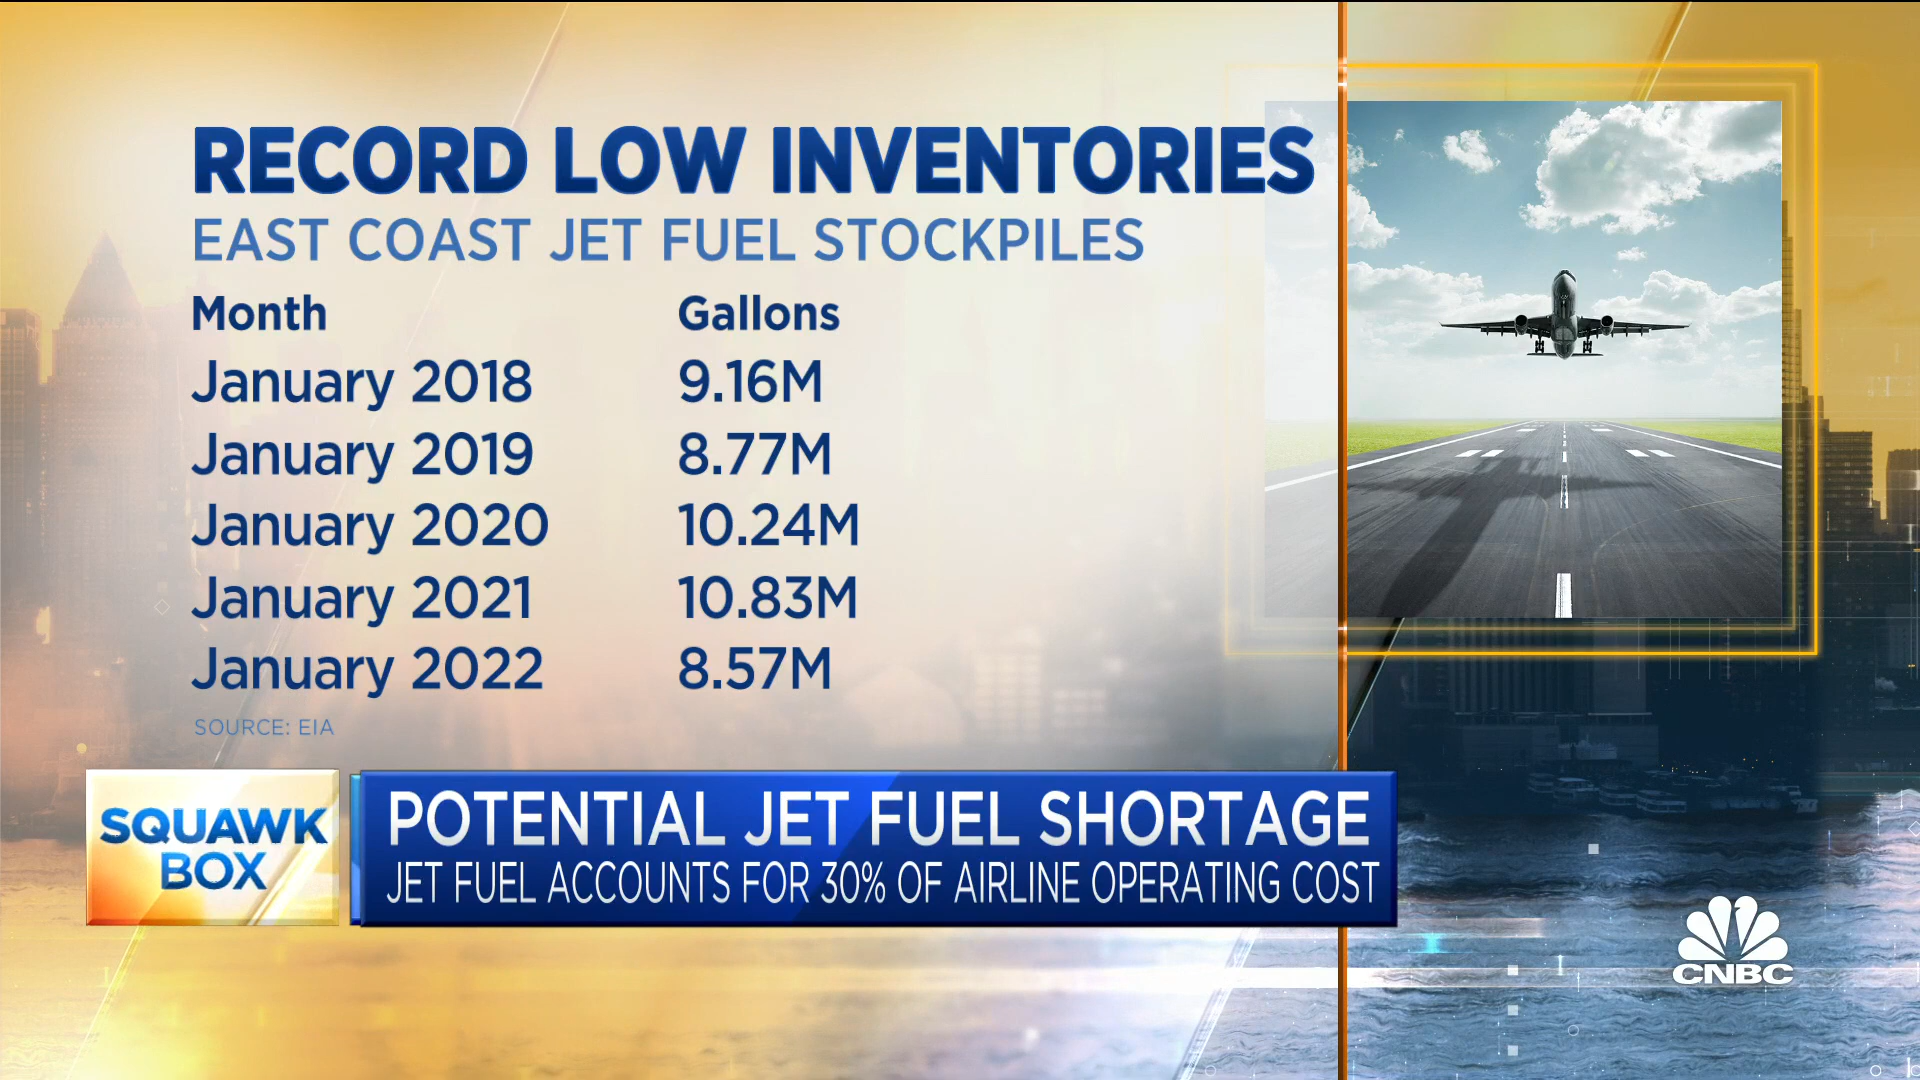 RECORD LOW INVENTORIES
EAST COAST JET FUEL STOCKPILES
Month Gallons
January 2018 9.16M
January 2019 8.77M
January 2020 10.24M
January 2021 10.83M
January 2022 8.57M
SOURCE: EIA
SQUAWK
BOX
POTENTIAL JET FUEL SHORTAGE
JET FUEL ACCOUNTS FOR 30% OF AIRLINE OPERATING COST
CNBC